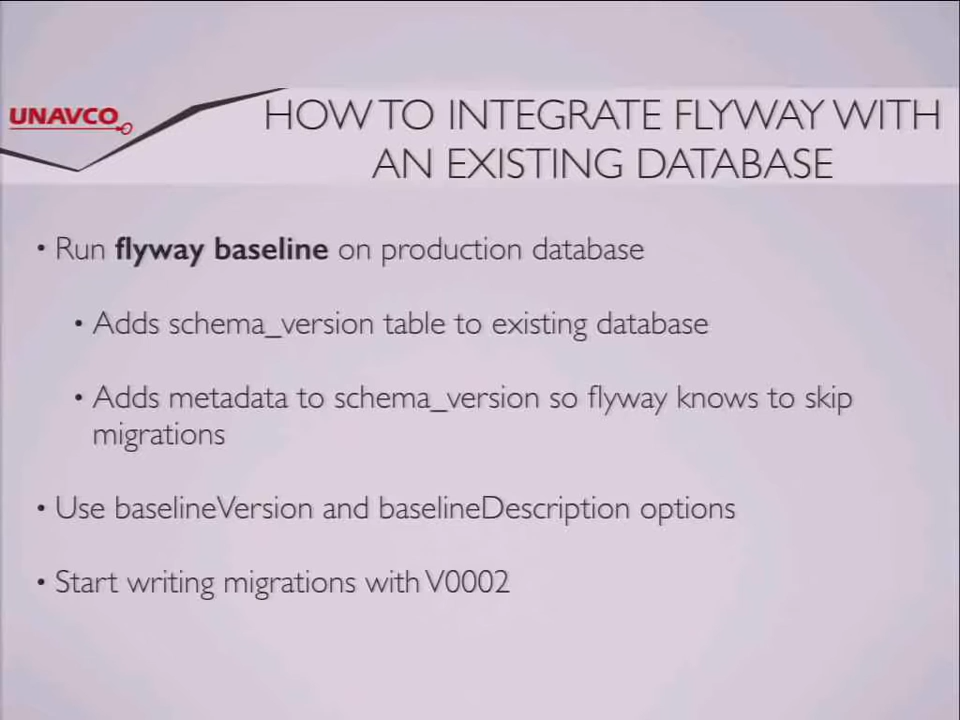 UNAVCO
HOW TO INTEGRATE FLYWAY WITH
AN EXISTING DATABASE
• Run flyway baseline on production database
• Adds schema_version table to existing database
• Adds metadata to schema_version so flyway knows to skip
migrations
• Use baselineVersion and baselineDescription options
• Start writing migrations with V0002